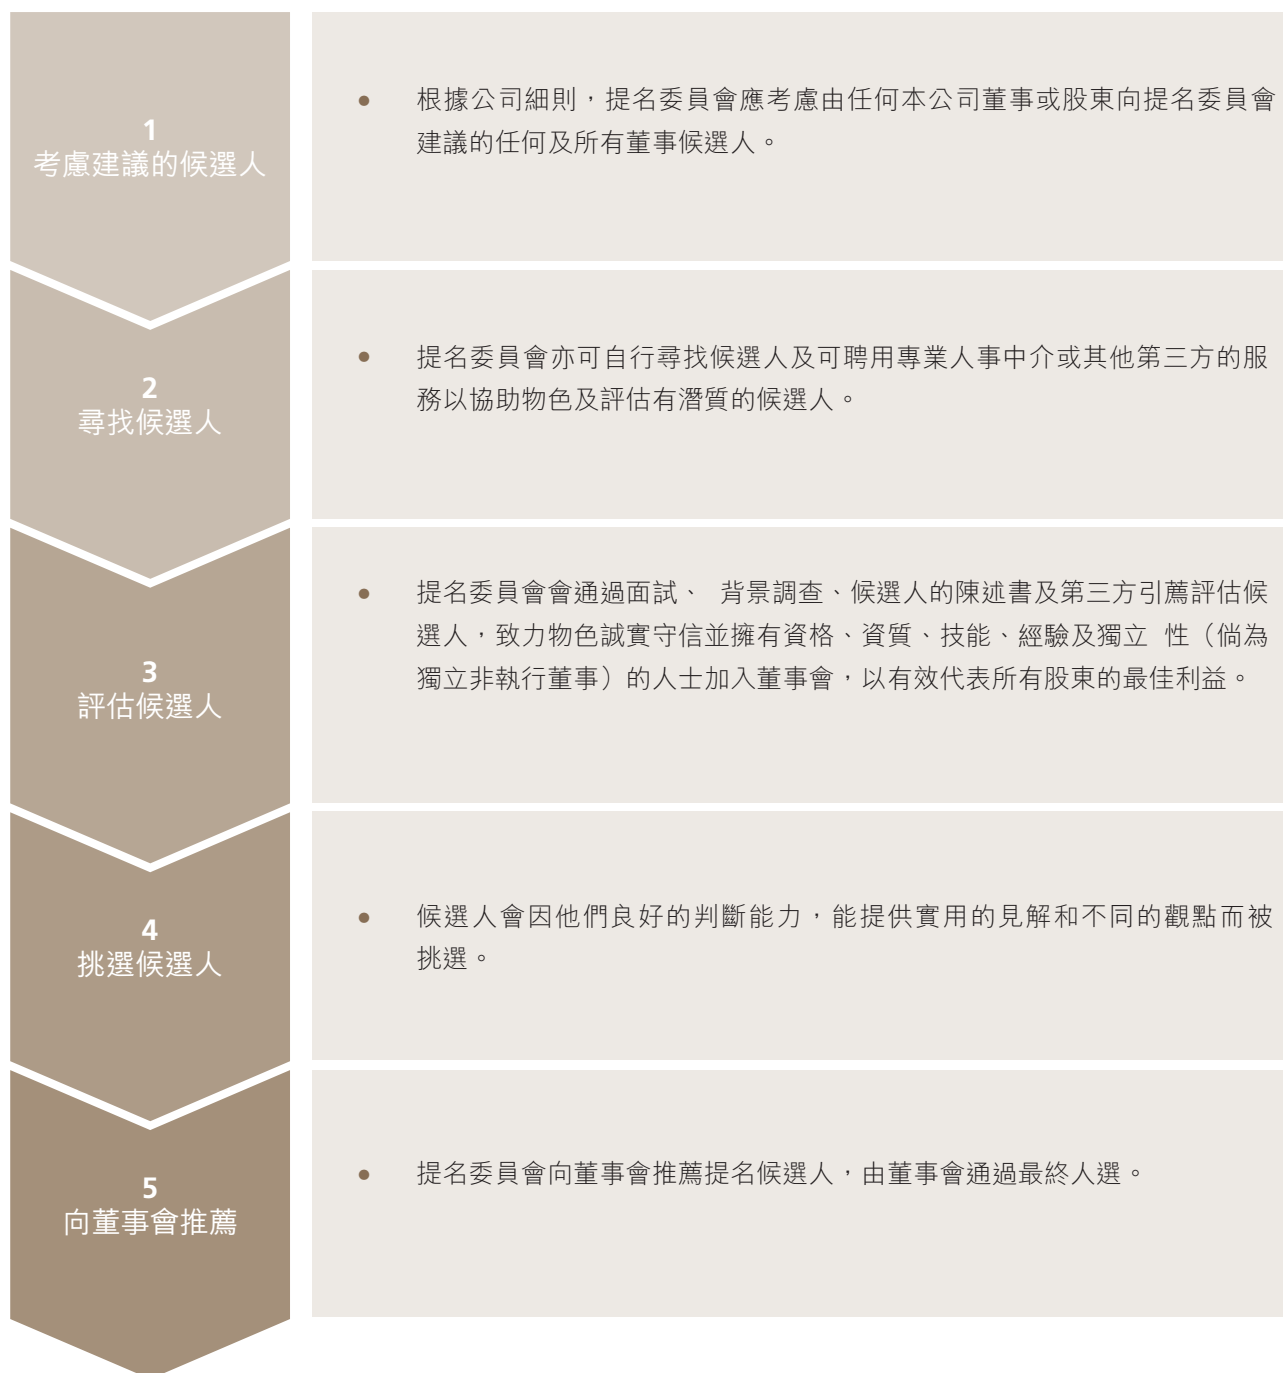 1
考慮建議的候選人
● 根據公司細則，提名委員會應考慮由任何本公司董事或股東向提名委員會
建議的任何及所有董事候選人。
2
尋找候選人
● 提名委員會亦可自行尋找候選人及可聘用專業人事中介或其他第三方的服
務以協助物色及評估有潛質的候選人。
3
評估候選人
● 提名委員會會通過面試、 背景調查、候選人的陳述書及第三方引薦評估候
選人，致力物色誠實守信並擁有資格、資質、技能、經驗及獨立 性（倘為
獨立非執行董事）的人士加入董事會，以有效代表所有股東的最佳利益。
4
挑選候選人
● 候選人會因他們良好的判斷能力，能提供實用的見解和不同的觀點而被
挑選。
5
向董事會推薦
● 提名委員會向董事會推薦提名候選人，由董事會通過最終人選。